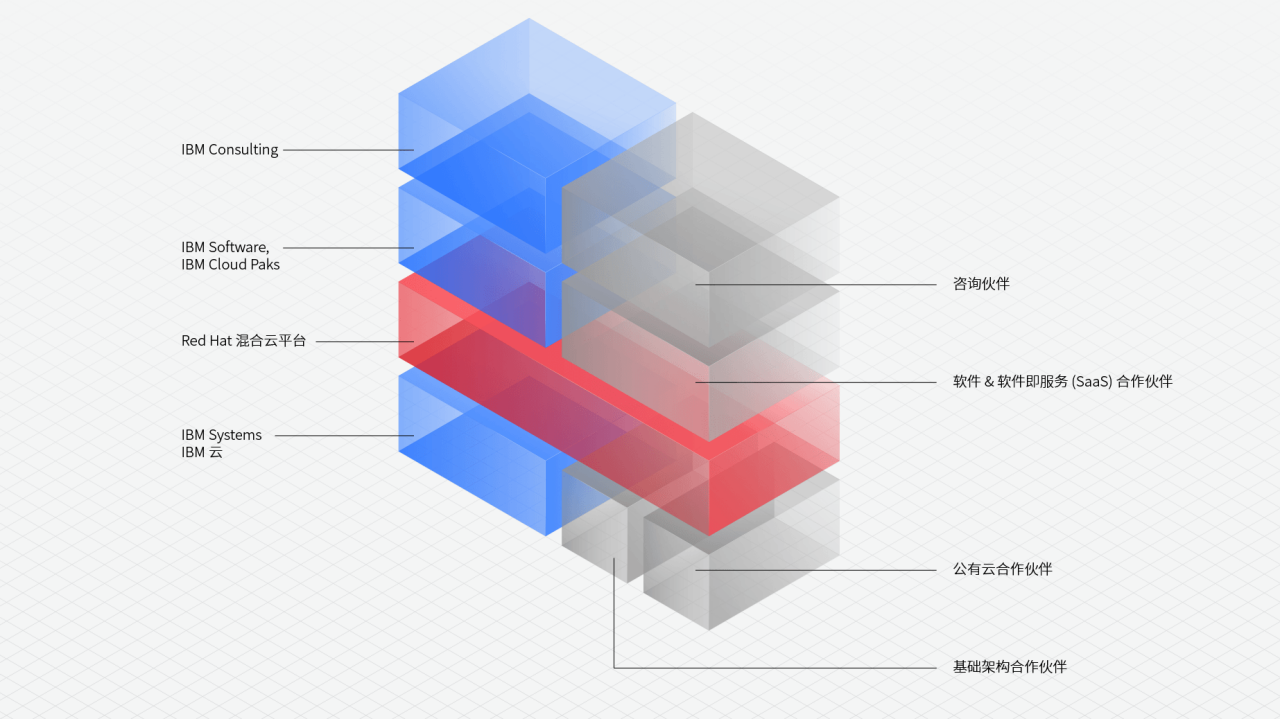 IBM Consulting
IBM Software,
IBM Cloud Paks
Red Hat 混合云平台
IBM Systems
IBM 云
咨询伙伴
软件 & 软件即服务 (SaaS) 合作伙伴
公有云合作伙伴
基础架构合作伙伴